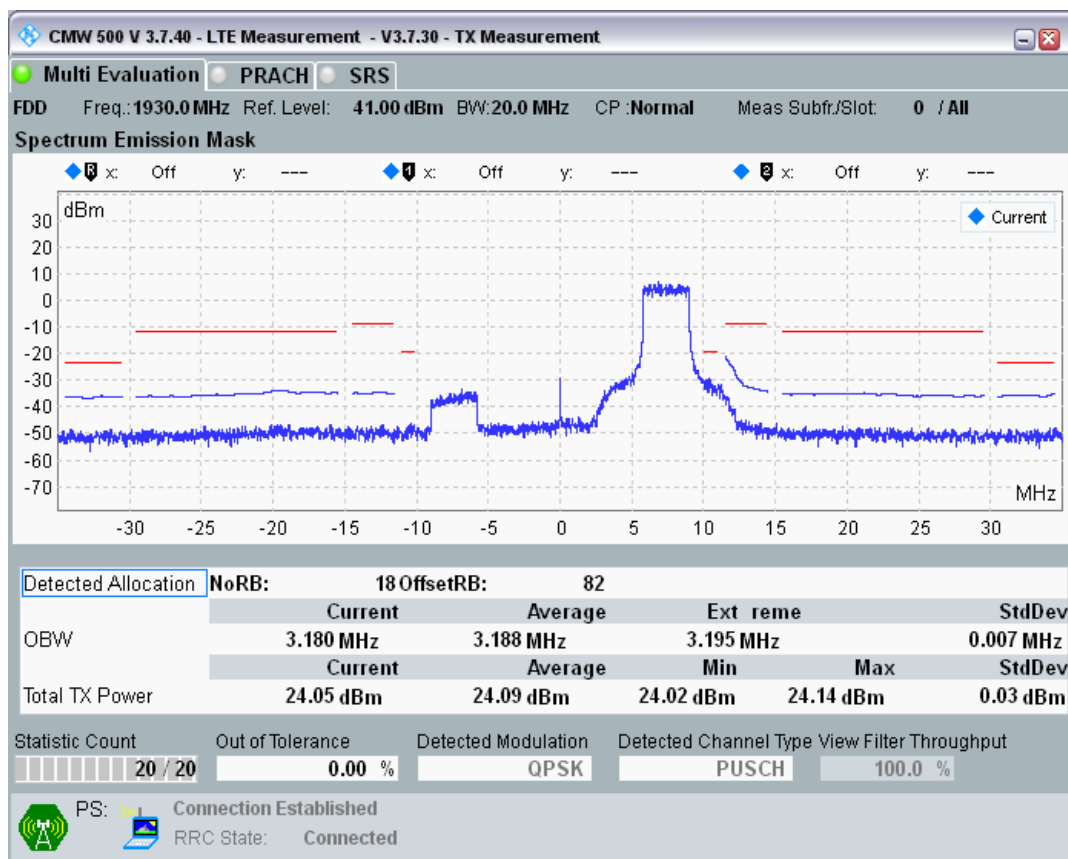 CMW 500 V 3.7.40 - LTE Measurement - V3.7.30 - TX Measurement
Multi Evaluation PRACH SRS
FDD Freq.: 1930.0 MHz Ref. Level: 41.00 dBm BW: 20.0 MHz CP : Normal Meas Subfr./Slot: 0 / All
Spectrum Emission Mask
R x: Off y: --- 1 x: Off y: --- 2 x: Off y: ---
dBm
Current
30
20
10
0
-10
-20
-30
-40
-50
-60
-70
MHz
-30 -25 -20 -15 -10 -5 0 5 10 15 20 25 30
Detected Allocation NoRB: 18 OffsetRB: 82
Current Average Ext reme StdDev
OBW 3.180 MHz 3.188 MHz 3.195 MHz 0.007 MHz
Current Average Min Max StdDev
Total TX Power 24.05 dBm 24.09 dBm 24.02 dBm 24.14 dBm 0.03 dBm
Statistic Count Out of Tolerance Detected Modulation Detected Channel Type View Filter Throughput
20 / 20 0.00 % QPSK PUSCH 100.0 %
PS: Connection Established
RRC State: Connected